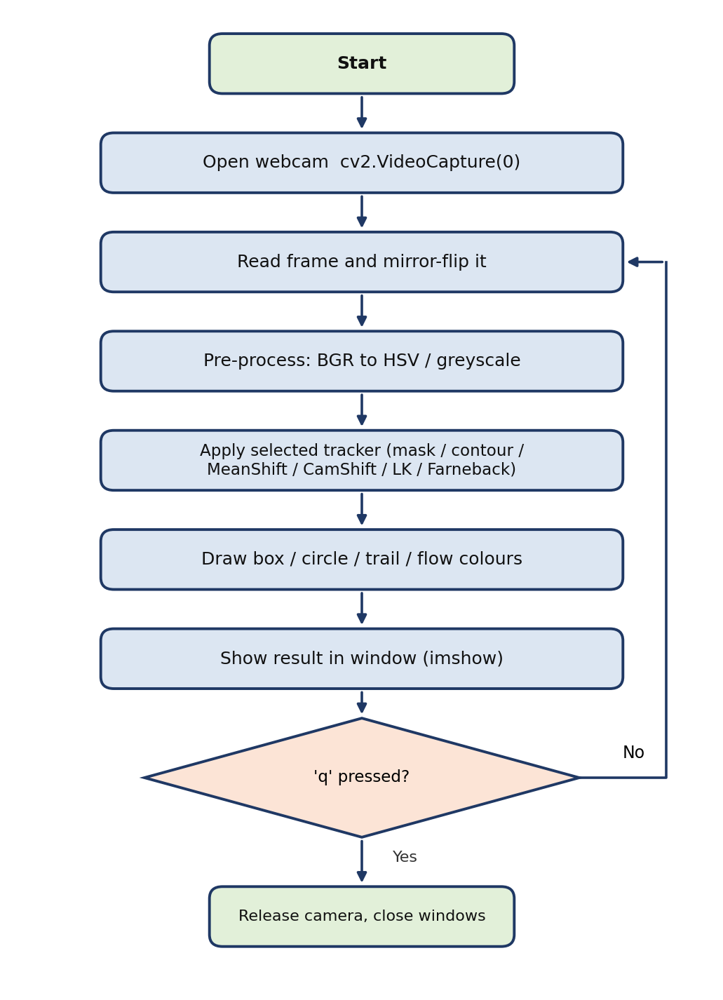 Start
Open webcam  cv2.VideoCapture(0)
Read frame and mirror-flip it
Pre-process: BGR to HSV / greyscale
Apply selected tracker (mask / contour /
MeanShift / CamShift / LK / Farneback)
Draw box / circle / trail / flow colours
Show result in window (imshow)
No
'q' pressed?
Yes
Release camera, close windows